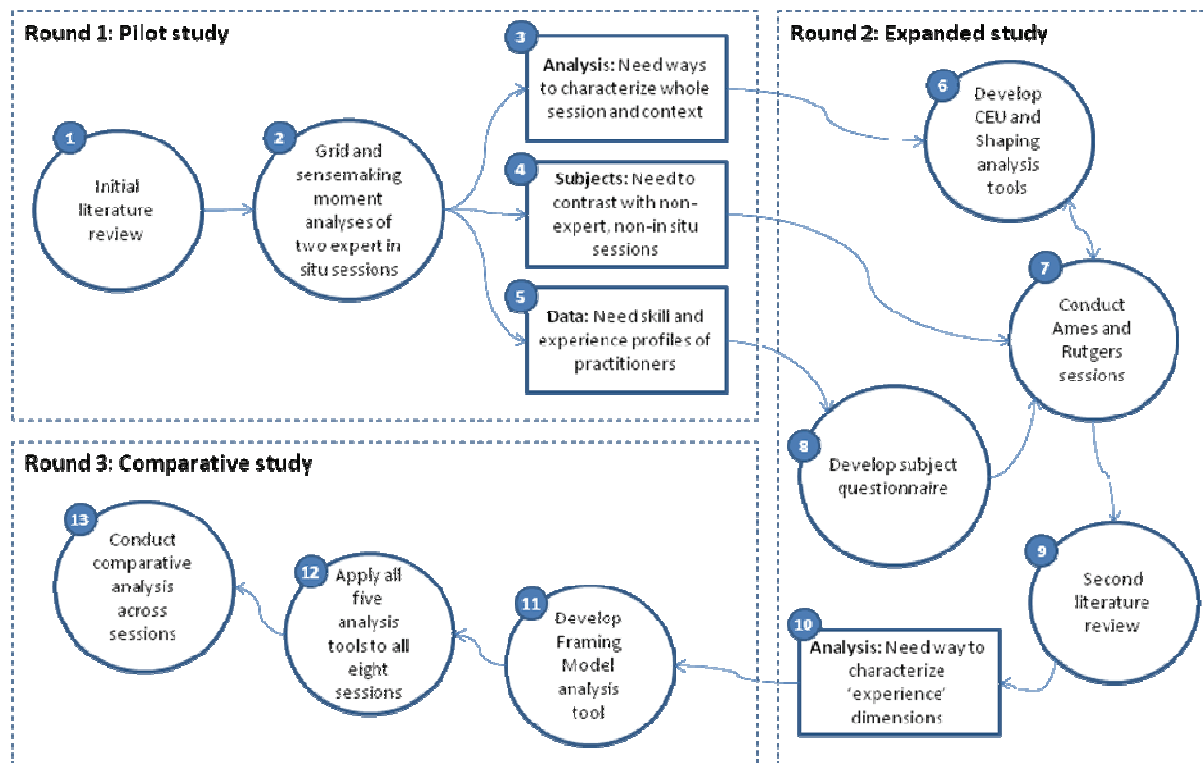 Round 1: Pilot study
1
Initial
literature
review
2
Grid and
sensemaking
moment
analyses of
two expert in
situ sessions
3
Analysis: Need ways
to characterize whole
session and context
4
Subjects: Need to
contrast with non-
expert, non-in situ
sessions
5
Data: Need skill and
experience profiles of
practitioners
Round 2: Expanded study
6
Develop
CEU and
Shaping
analysis
tools
7
Conduct
Ames and
Rutgers
sessions
8
Develop subject
questionnaire
9
Second
literature
review
10
Analysis: Need way to
characterize
'experience'
dimensions
Round 3: Comparative study
11
Develop
Framing
Model
analysis
tool
12
Apply all
five
analysis
tools to all
eight
sessions
13
Conduct
comparative
analysis
across
sessions